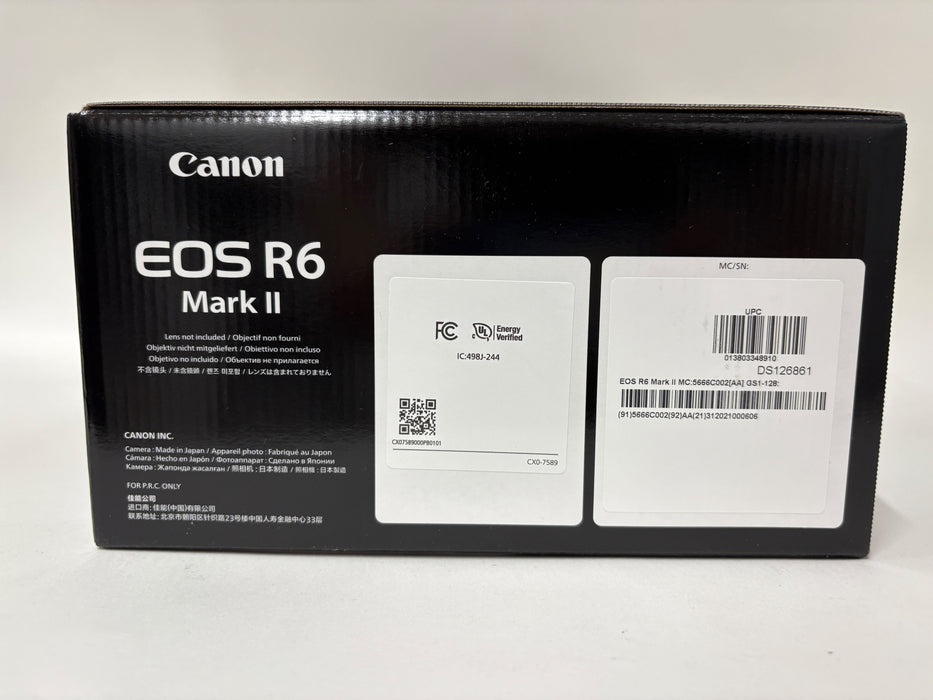 Canon
EOS R6
Mark II
Lens not included / Objectif non fourni
Objektiv nicht mitgeliefert / Obiettivo non incluso
Objetivo no incluido / Объектив не прилагается
不含镜头 / 未含鏡頭 / 렌즈 미포함 / レンズは含まれておりません
CANON INC.
Camera : Made in Japan / Appareil photo : Fabriqué au Japon
Cámara : Hecho en Japón / Фотоаппарат : Сделано в Японии
Камера : Жапонда жасалған / 照相机 : 日本制造 / 照相機 : 日本製造
FOR P.R.C. ONLY
佳能公司
进口商: 佳能(中国)有限公司
联系地址: 北京市朝阳区针织路23号楼中国人寿金融中心33层
FC
C UL Energy
Verified
IC:498J-244
CX07589000PB0101
CX0-7589
MC/SN:
UPC
013803348910
DS126861
EOS R6 Mark II MC:5666C002[AA] GS1-128:
(91)5666C002(92)AA(21)312021000606